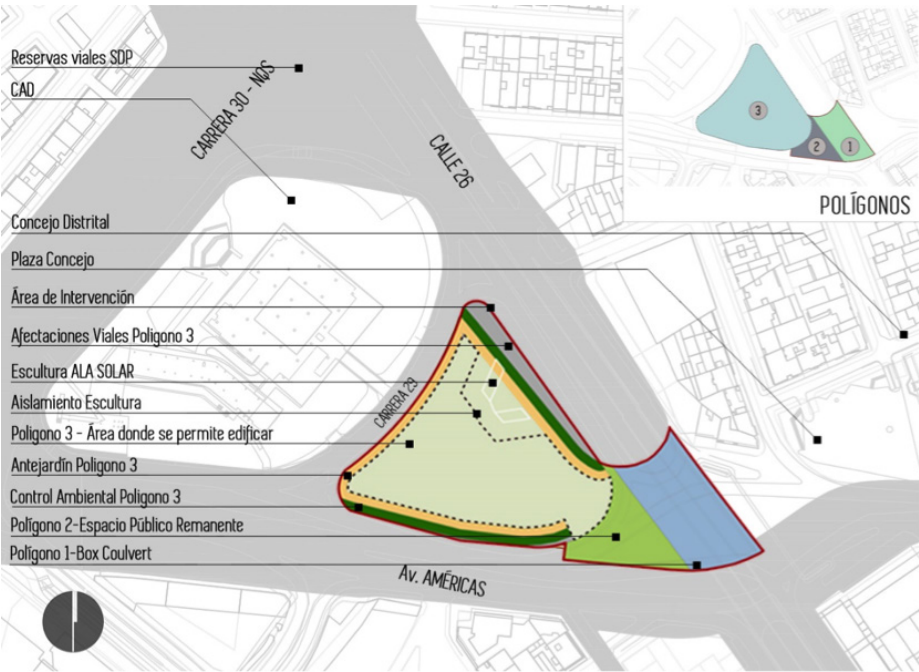 Reservas viales SDP
CAD
CARRERA 30 - NQS
CALLE 26
3
2
1
POLÍGONOS
Concejo Distrital
Plaza Concejo
Área de Intervención
Afectaciones Viales Poligono 3
Escultura ALA SOLAR
Aislamiento Escultura
CARRERA 29
Poligono 3 - Área donde se permite edificar
Antejardín Poligono 3
Control Ambiental Poligono 3
Polígono 2-Espacio Público Remanente
Polígono 1-Box Coulvert
Av. AMÉRICAS